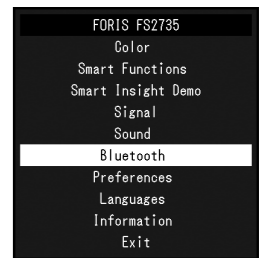 FORIS FS2735
Color
Smart Functions
Smart Insight Demo
Signal
Sound
Bluetooth
Preferences
Languages
Information
Exit